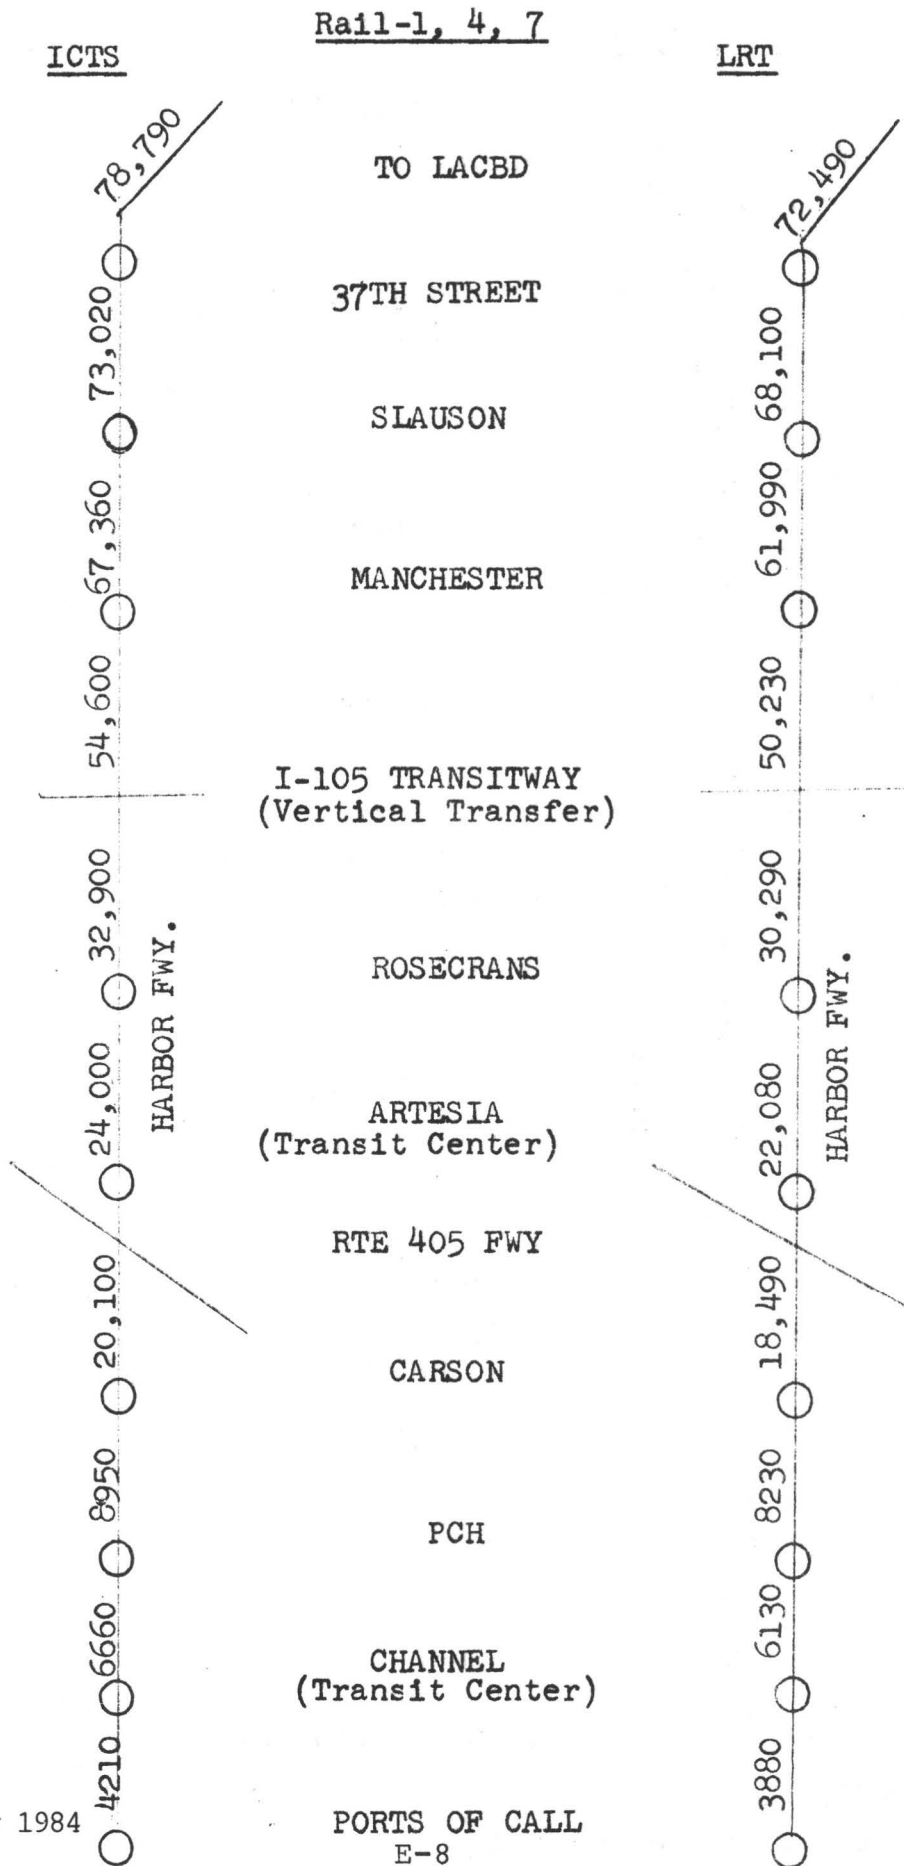 Rail-1, 4, 7
ICTS
LRT
78,790
TO LACBD
72,490
37TH STREET
73,020
68,100
SLAUSON
67,360
61,990
MANCHESTER
54,600
50,230
I-105 TRANSITWAY
(Vertical Transfer)
32,900
30,290
HARBOR FWY.
ROSECRANS
HARBOR FWY.
24,000
22,080
ARTESIA
(Transit Center)
RTE 405 FWY
20,100
18,490
CARSON
8950
8230
PCH
6660
6130
CHANNEL
(Transit Center)
4210
3880
1984
PORTS OF CALL
E-8